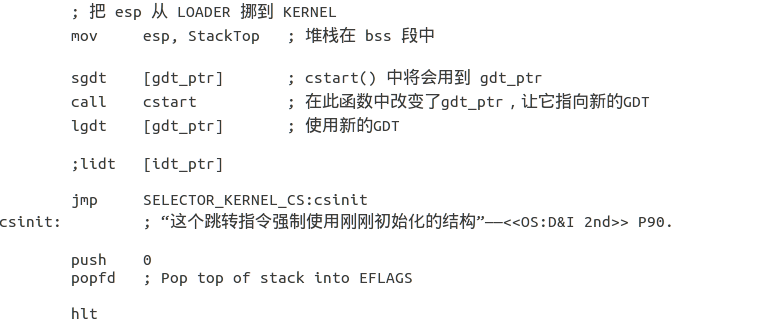 ; 把 esp 从 LOADER 挪到 KERNEL
mov esp, StackTop ; 堆栈在 bss 段中
sgdt [gdt_ptr] ; cstart() 中将会用到 gdt_ptr
call cstart ; 在此函数中改变了gdt_ptr，让它指向新的GDT
lgdt [gdt_ptr] ; 使用新的GDT
;lidt [idt_ptr]
jmp SELECTOR_KERNEL_CS:csinit
csinit: ; “这个跳转指令强制使用刚刚初始化的结构”——<<OS:D&I 2nd>> P90.
push 0
popfd ; Pop top of stack into EFLAGS
hlt